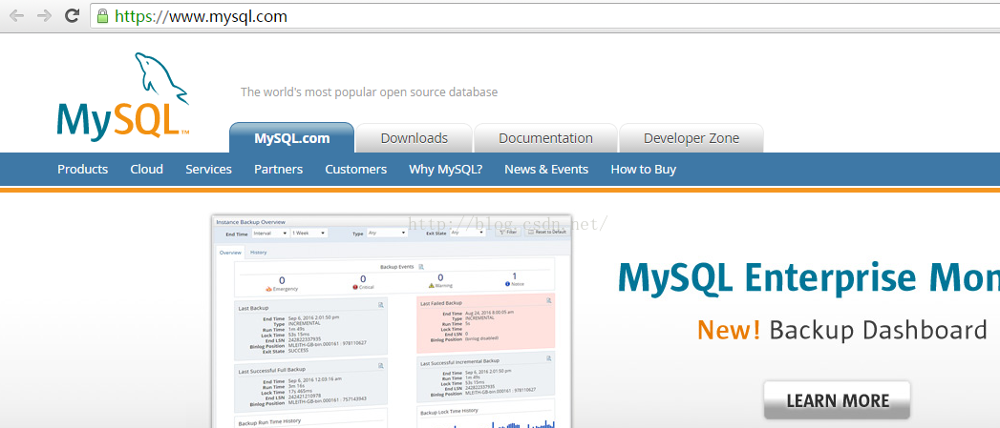 https://www.mysql.com
MySQL™
The world's most popular open source database
MySQL.com Downloads Documentation Developer Zone
Products Cloud Services Partners Customers Why MySQL? News & Events How to Buy
http://blog.csdn.net/
Instance Backup Overview
End Time Interval 1 Week Type Any Exit State Any Filter Reset to Default
Overview History
Backup Events
0 0 0 1
Emergency Critical Warning Notice
Last Backup
End Time Sep 6, 2016 2:01:50 pm
Type INCREMENTAL
Run Time 1m 49s
Lock Time 53s 15ms
End LSN 242822337935
Binlog Position MLEITH-GB-bin.000161 : 978110627
Exit State SUCCESS
Last Failed Backup
End Time Aug 24, 2016 8:00:05 am
Type INCREMENTAL
Run Time 5s
Lock Time
End LSN 0
Binlog Position (binlog disabled)
Last Successful Full Backup
End Time Sep 6, 2016 12:03:16 am
Run Time 3m 16s
Lock Time 17s 465ms
End LSN 242421210978
Binlog Position MLEITH-GB-bin.000161 : 757143943
Last Successful Incremental Backup
End Time Sep 6, 2016 2:01:50 pm
Run Time 1m 49s
Lock Time 53s 15ms
End LSN 242822337935
Binlog Position MLEITH-GB-bin.000161 : 978110627
Backup Run Time History
Backup Lock Time History
MySQL Enterprise Mon
New! Backup Dashboard
LEARN MORE